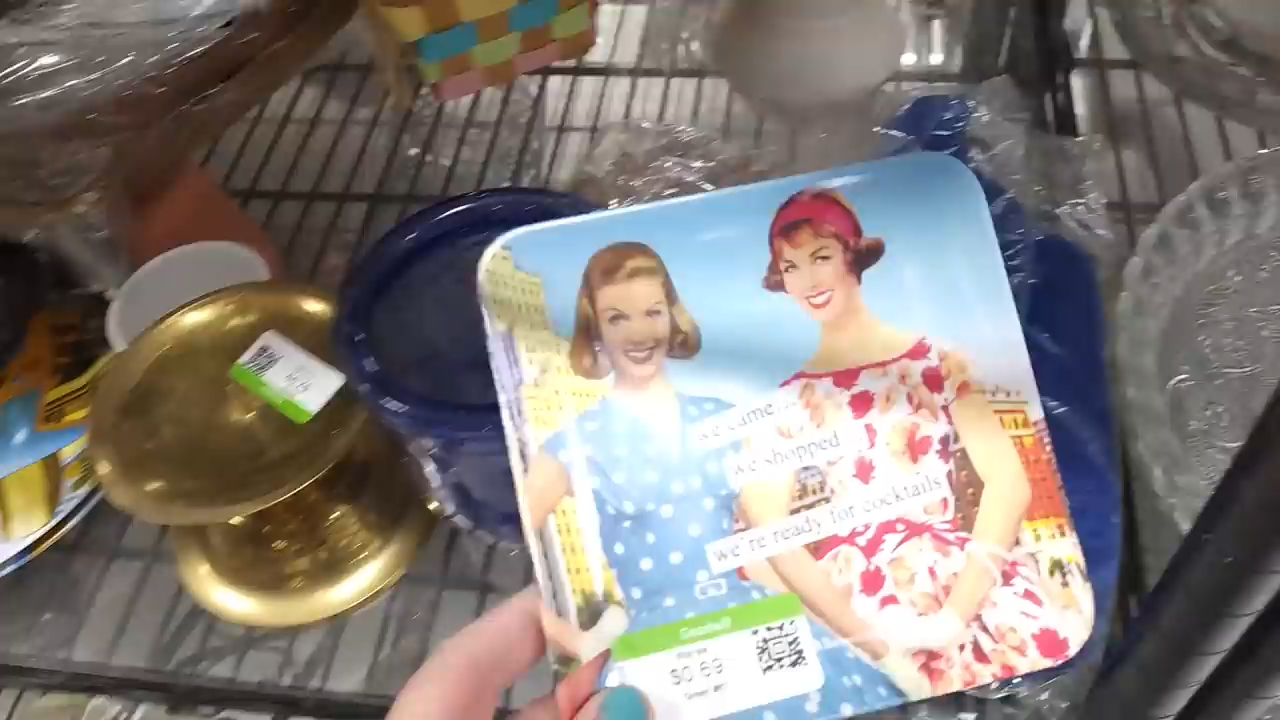 we came
we shopped
we're ready for cocktails
Goodwill
$0.69